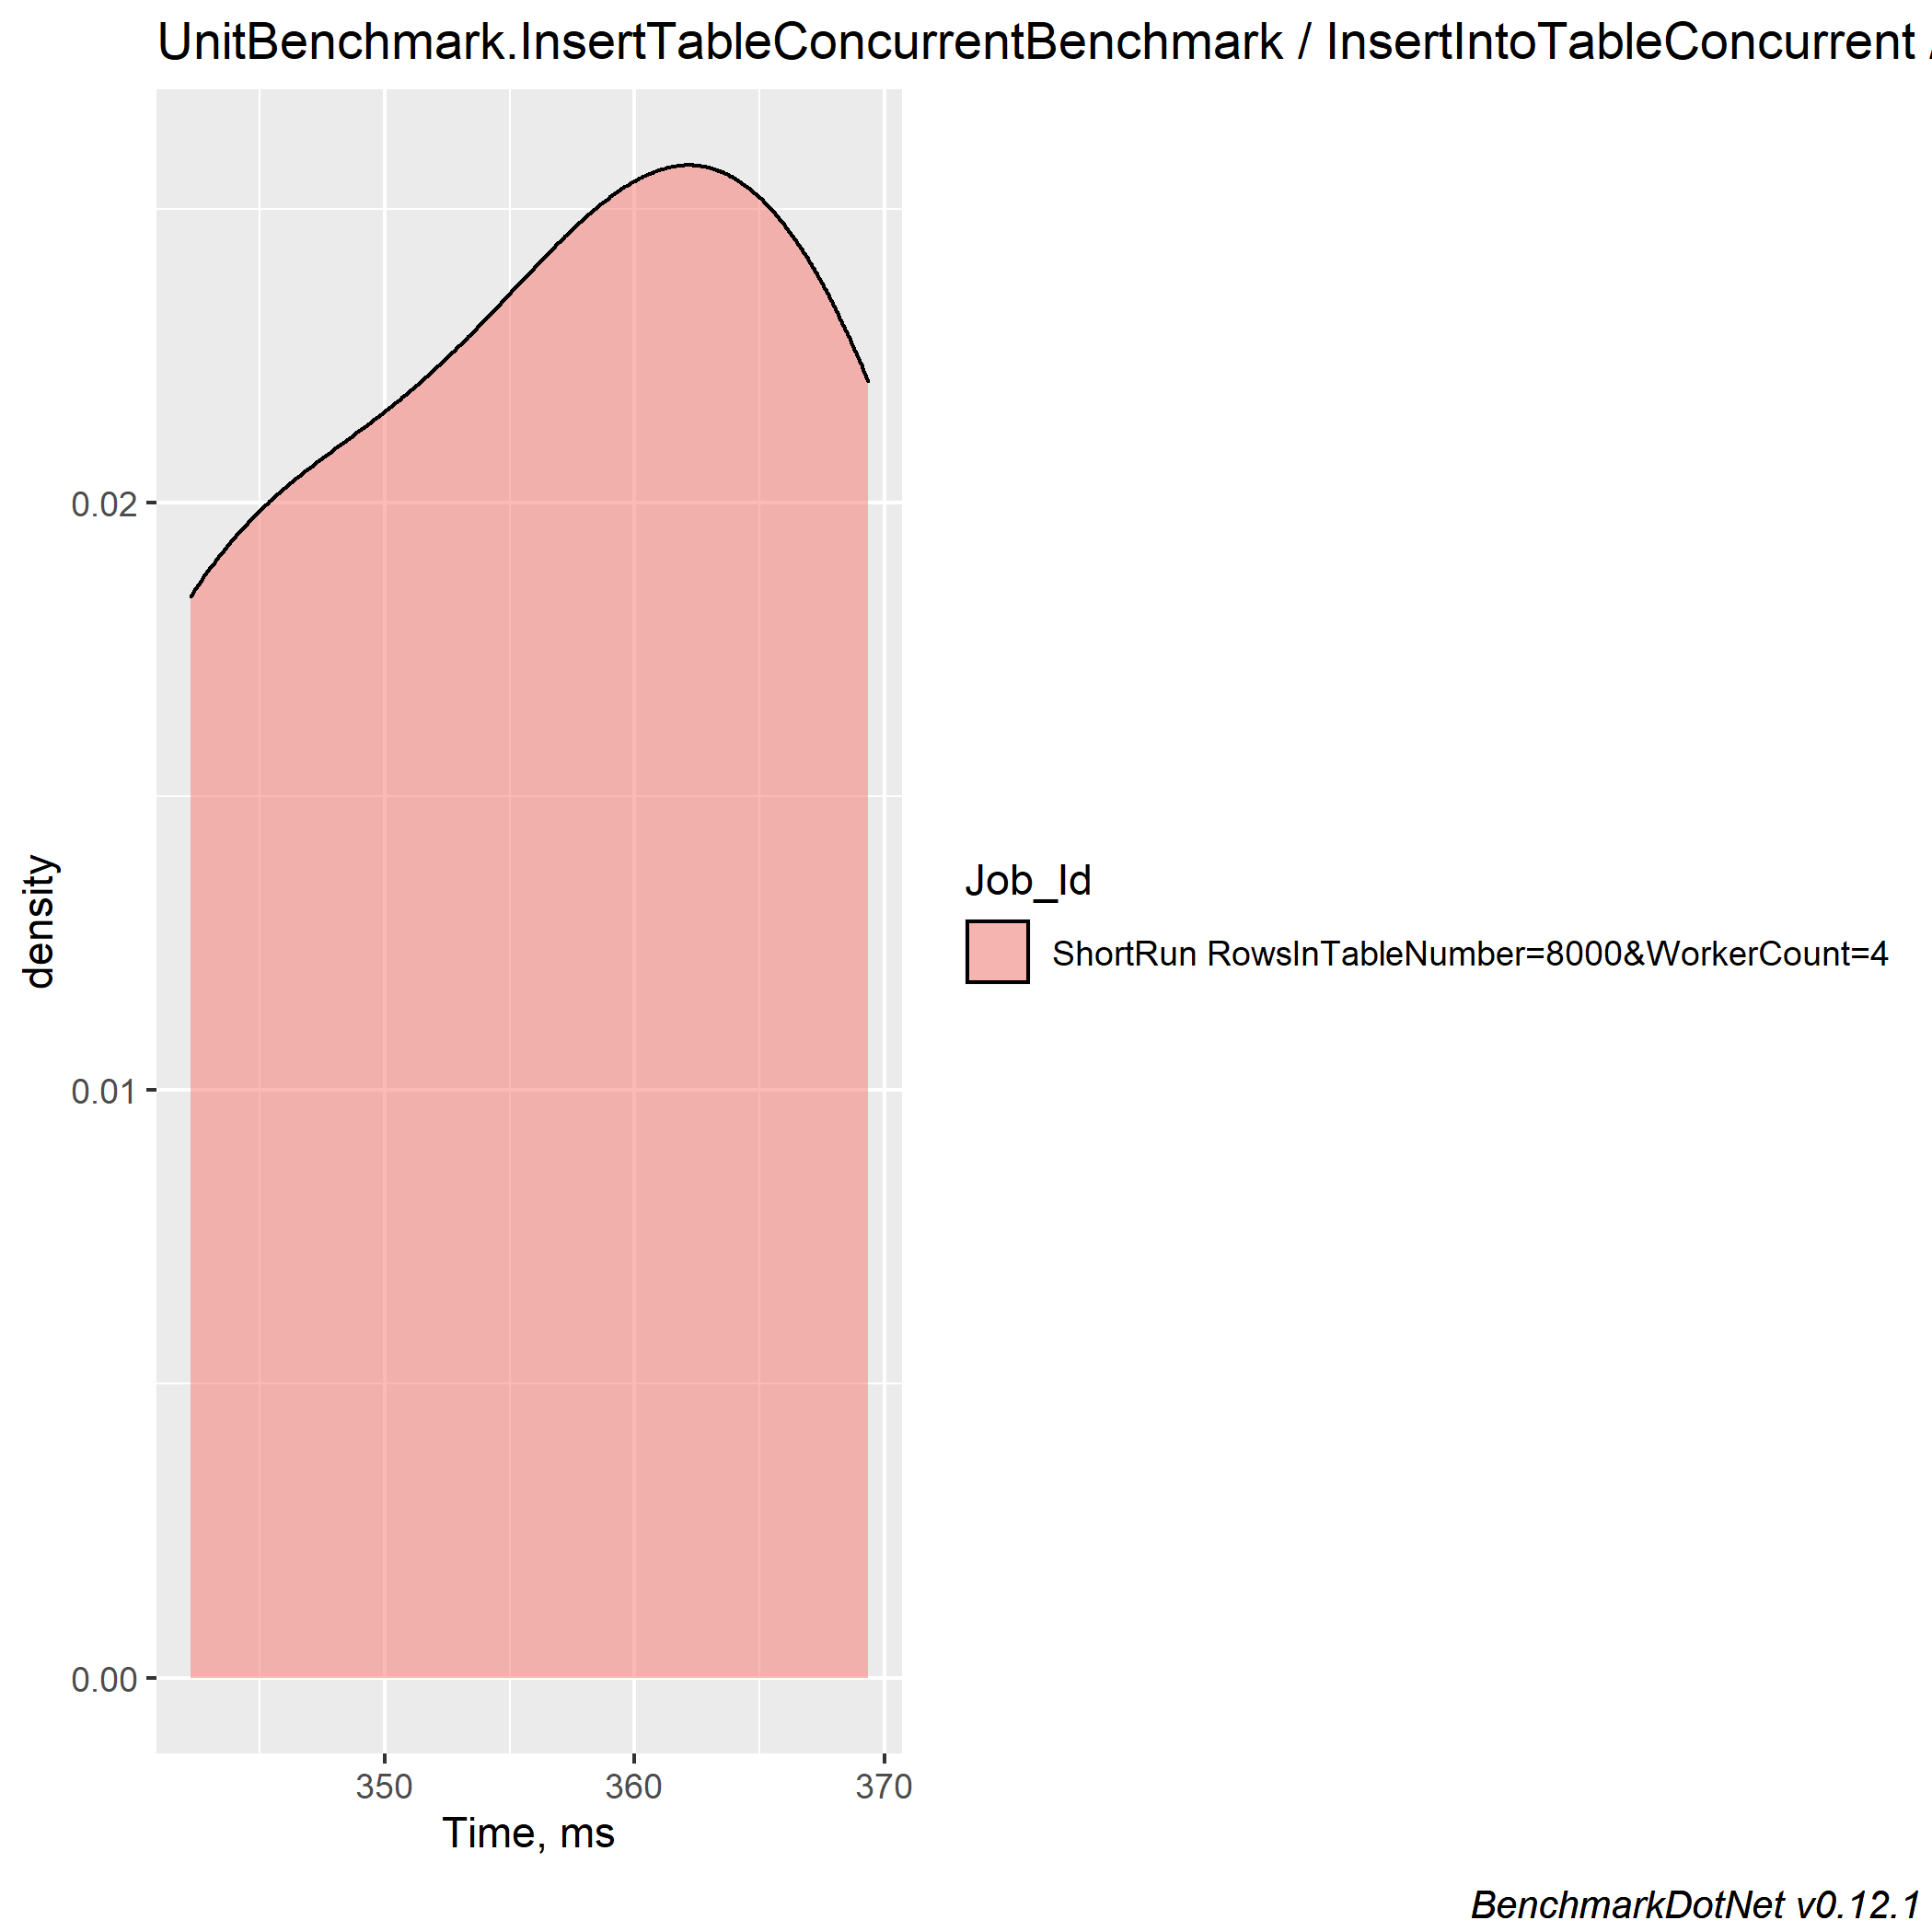 UnitBenchmark.InsertTableConcurrentBenchmark / InsertIntoTableConcurrent /
density
0.02
0.01
0.00
350 360 370
Time, ms
Job_Id
ShortRun RowsInTableNumber=8000&WorkerCount=4
BenchmarkDotNet v0.12.1